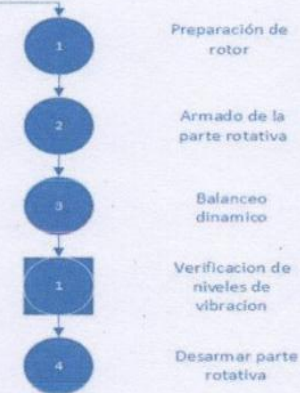 1
Preparación de
rotor
2
Armado de la
parte rotativa
3
Balanceo
dinamico
1
Verificacion de
niveles de
vibracion
4
Desarmar parte
rotativa